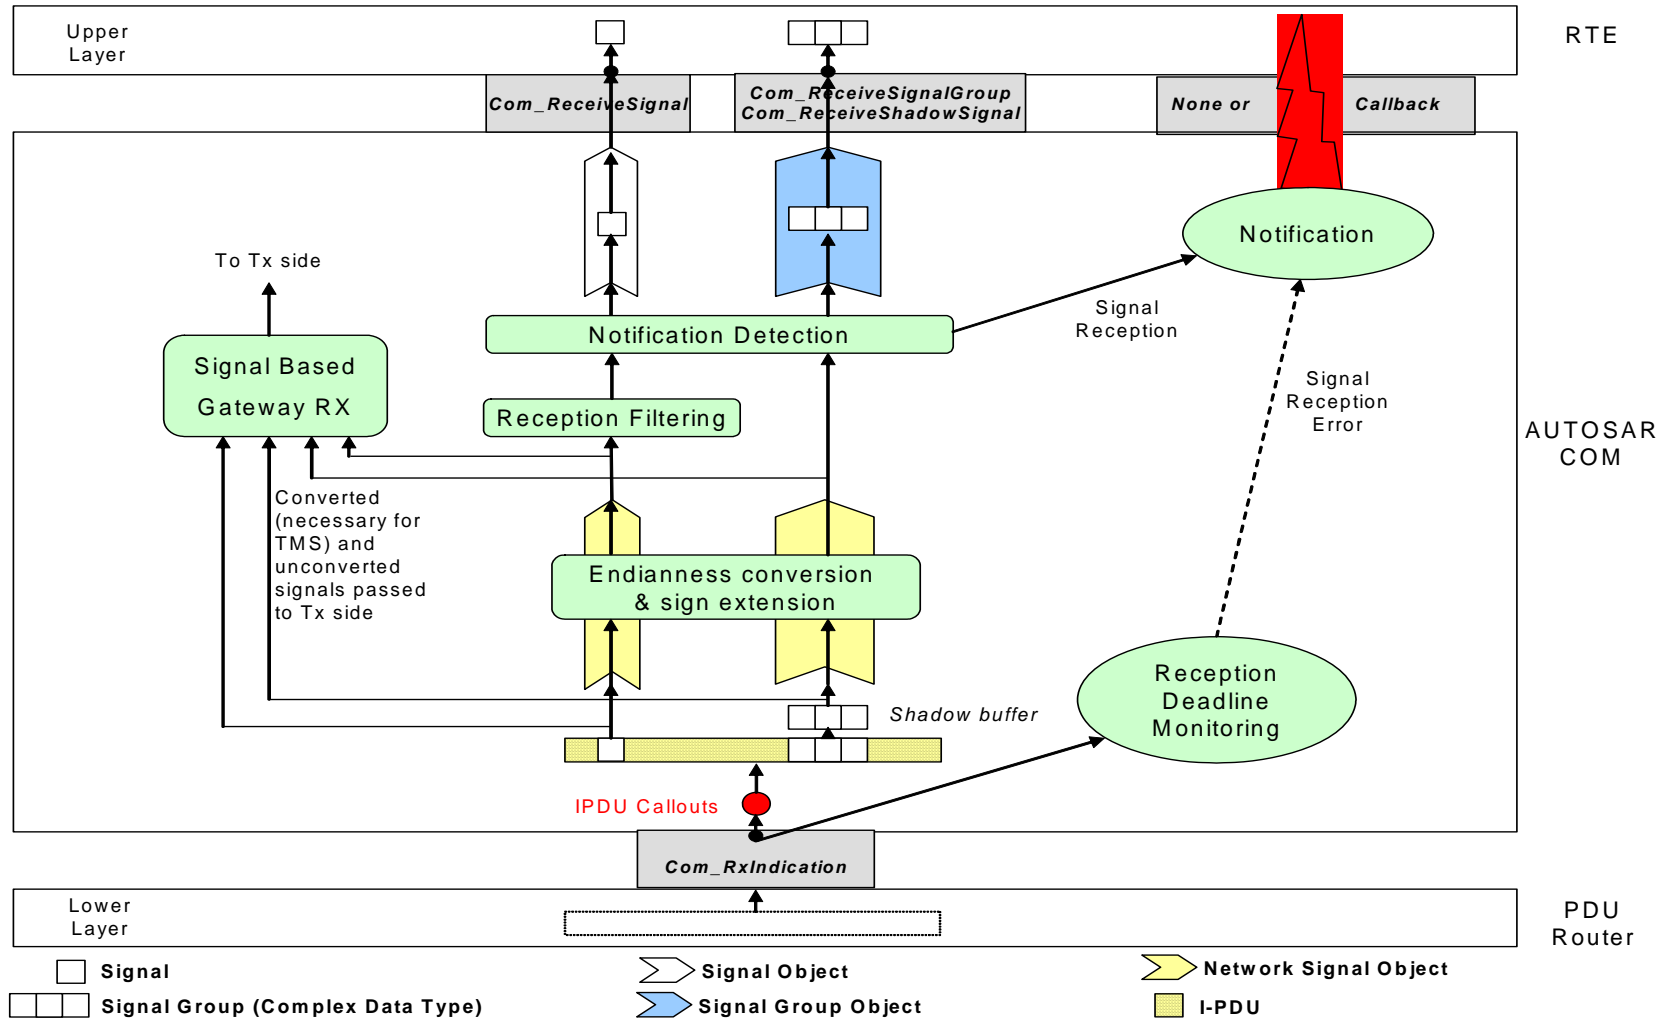 Upper
Layer
RTE
Com_ReceiveSignal
Com_ReceiveSignalGroup
Com_ReceiveShadowSignal
None or
Callback
Notification
To Tx side
Signal
Reception
Notification Detection
Signal Based
Gateway RX
Reception Filtering
Signal
Reception
Error
AUTOSAR
COM
Converted
(necessary for
TMS) and
unconverted
signals passed
to Tx side
Endianness conversion
& sign extension
Reception
Deadline
Monitoring
Shadow buffer
IPDU Callouts
Com_RxIndication
Lower
Layer
PDU
Router
Signal
Signal Object
Network Signal Object
Signal Group (Complex Data Type)
Signal Group Object
I-PDU